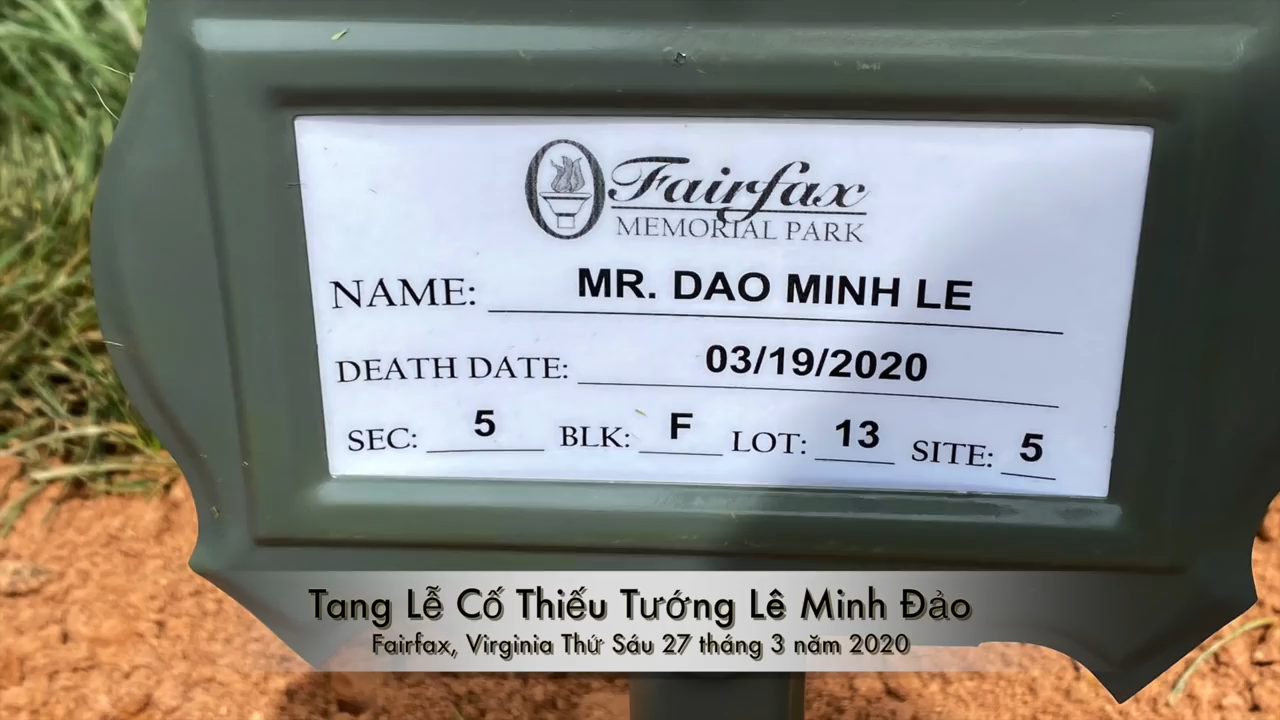 Fairfax
MEMORIAL PARK
NAME: MR. DAO MINH LE
DEATH DATE: 03/19/2020
SEC: 5 BLK: F LOT: 13 SITE: 5
Tang Lễ Cố Thiếu Tướng Lê Minh Đảo
Fairfax, Virginia Thứ Sáu 27 tháng 3 năm 2020